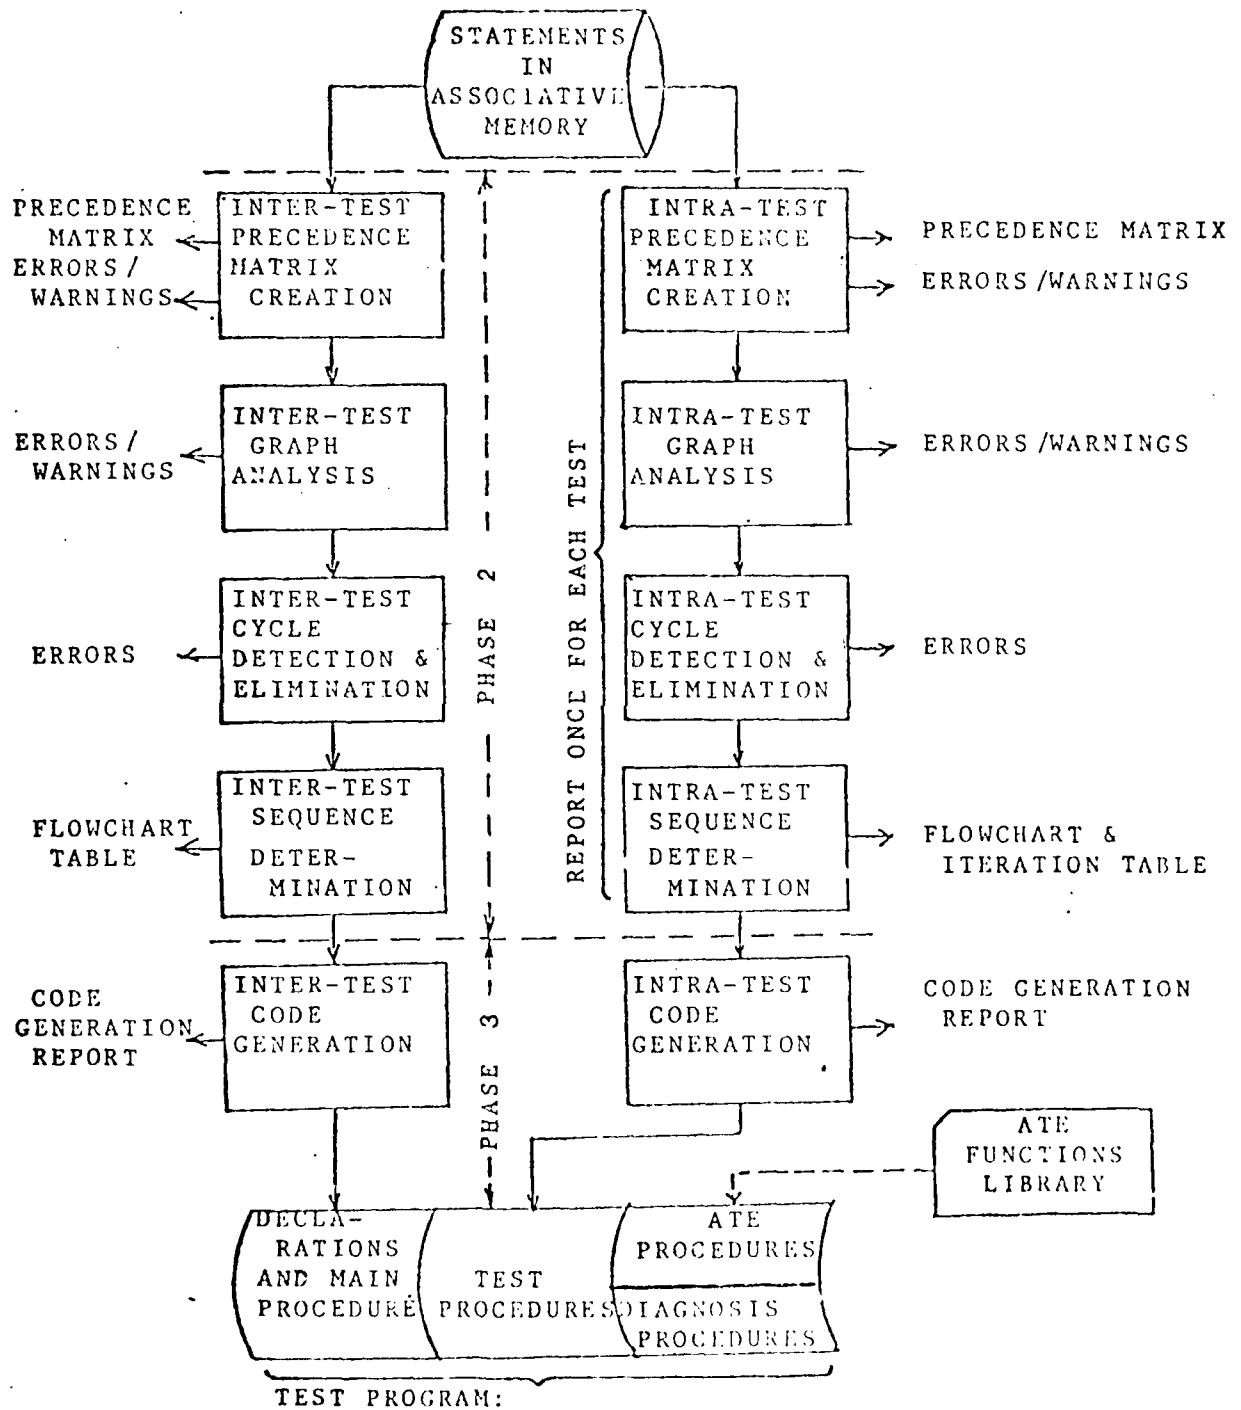 STATEMENTS
IN
ASSOCIATIVE
MEMORY
PRECEDENCE
MATRIX
ERRORS/
WARNINGS
INTER-TEST
PRECEDENCE
MATRIX
CREATION
INTRA-TEST
PRECEDENCE
MATRIX
CREATION
PRECEDENCE MATRIX
ERRORS/WARNINGS
ERRORS/
WARNINGS
INTER-TEST
GRAPH
ANALYSIS
INTRA-TEST
GRAPH
ANALYSIS
ERRORS/WARNINGS
PHASE 2
REPORT ONCE FOR EACH TEST
ERRORS
INTER-TEST
CYCLE
DETECTION &
ELIMINATION
INTRA-TEST
CYCLE
DETECTION &
ELIMINATION
ERRORS
FLOWCHART
TABLE
INTER-TEST
SEQUENCE
DETER-
MINATION
INTRA-TEST
SEQUENCE
DETER-
MINATION
FLOWCHART &
ITERATION TABLE
CODE
GENERATION
REPORT
INTER-TEST
CODE
GENERATION
PHASE 3
INTRA-TEST
CODE
GENERATION
CODE GENERATION
REPORT
ATE
FUNCTIONS
LIBRARY
DECLA-
RATIONS
AND MAIN
PROCEDURE
TEST
PROCEDURES
ATE
PROCEDURES
DIAGNOSIS
PROCEDURES
TEST PROGRAM: